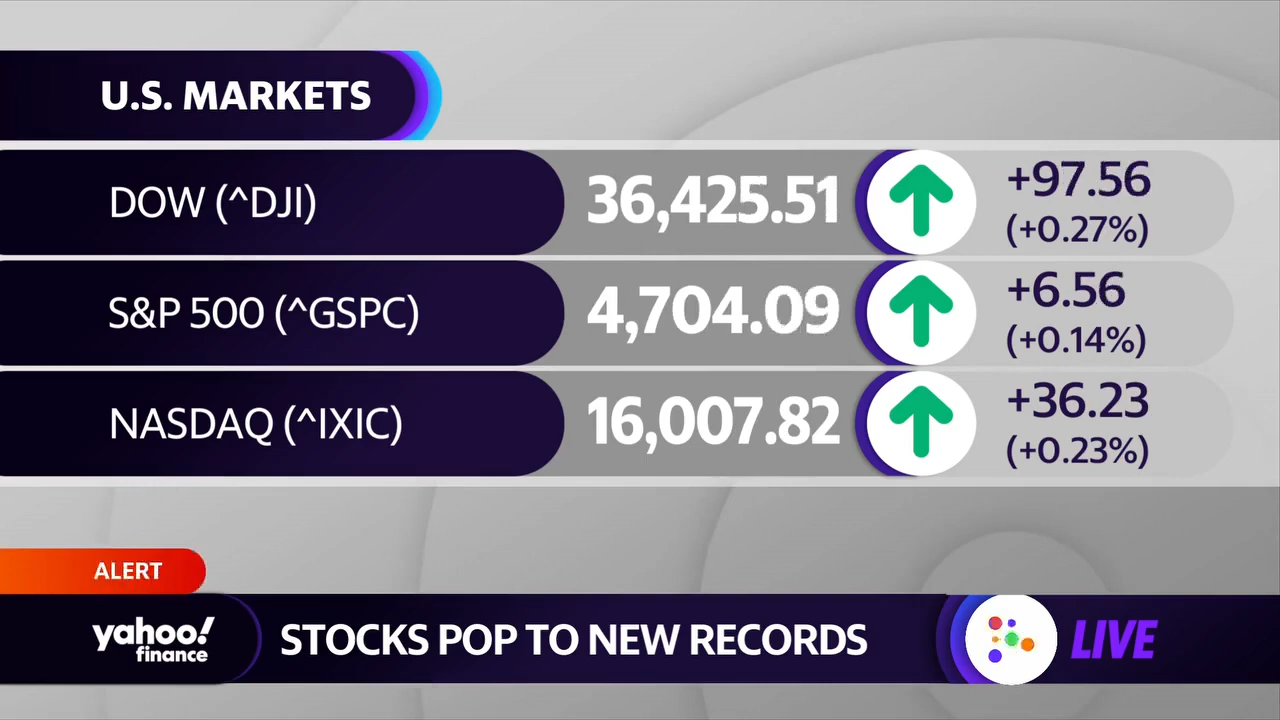 U.S. MARKETS
DOW (^DJI) 36,425.51 +97.56
(+0.27%)
S&P 500 (^GSPC) 4,704.09 +6.56
(+0.14%)
NASDAQ (^IXIC) 16,007.82 +36.23
(+0.23%)
ALERT
yahoo!
finance
STOCKS POP TO NEW RECORDS
LIVE